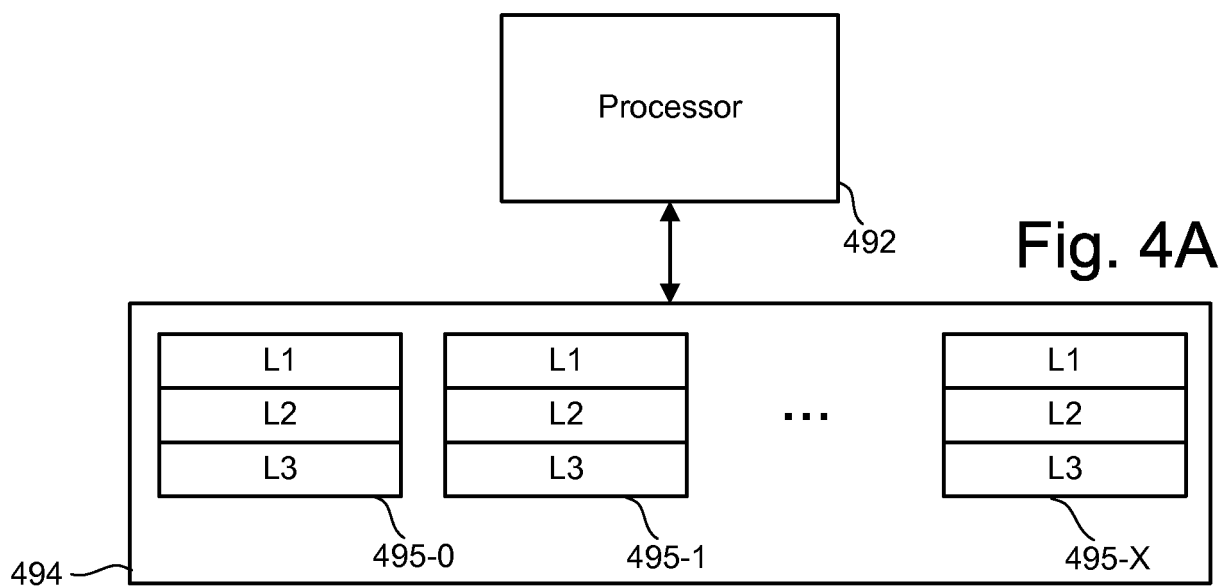 Processor
492
Fig. 4A
L1 L1 L1
L2 L2 ... L2
L3 L3 L3
495-0 495-1 495-X
494